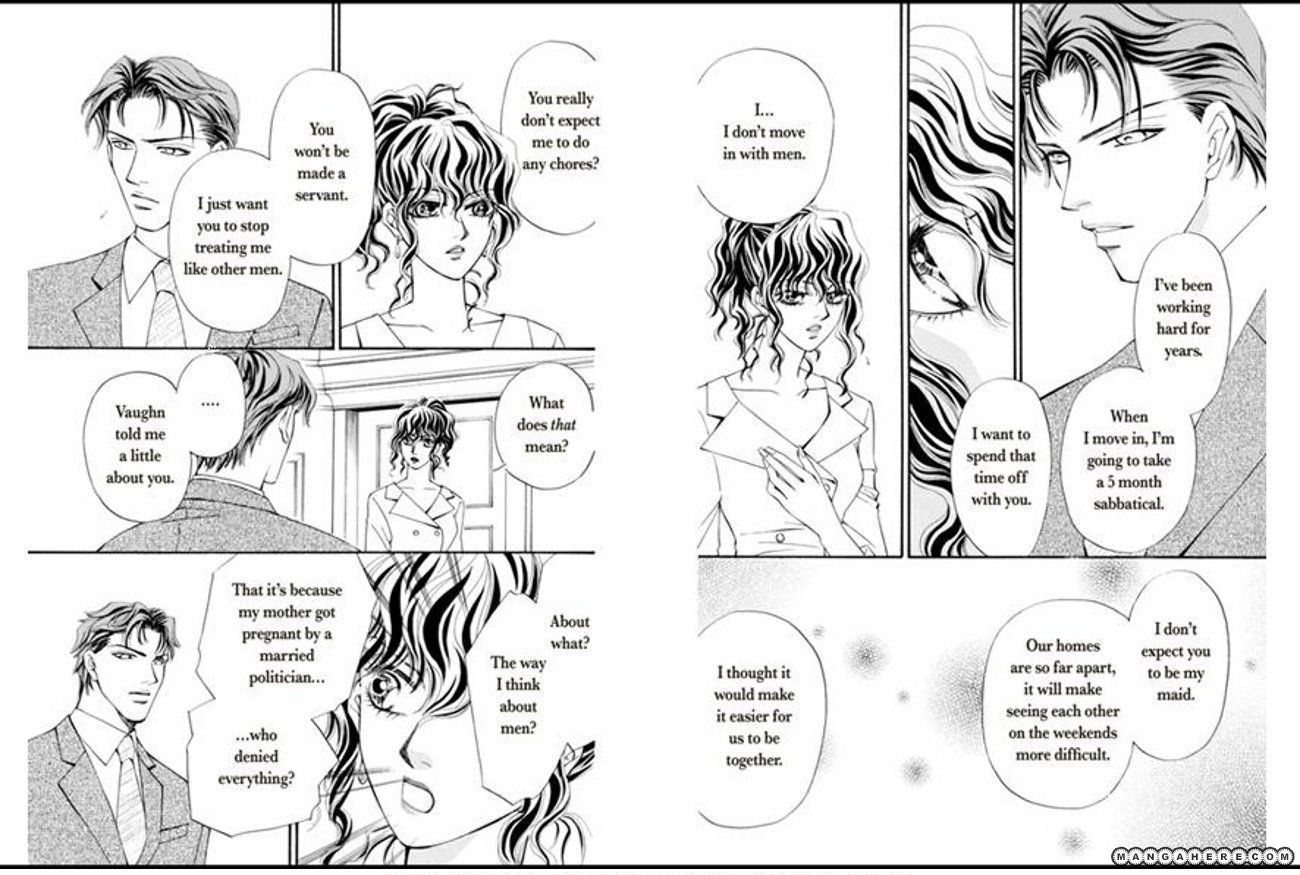 I've been
working
hard for
years.
When
I move in, I'm
going to take
a 5 month
sabbatical.
I want to
spend that
time off
with you.
I...
I don't move
in with men.
I don't
expect you
to be my
maid.
Our homes
are so far apart,
it will make
seeing each other
on the weekends
more difficult.
I thought it
would make
it easier for
us to be
together.
You really
don't expect
me to do
any chores?
You
won't be
made a
servant.
I just want
you to stop
treating me
like other men.
What
does that
mean?
....
Vaughn
told me
a little
about you.
About
what?
The way
I think
about
men?
That it's because
my mother got
pregnant by a
married
politician...
...who
denied
everything?
MANGAHERE.COM